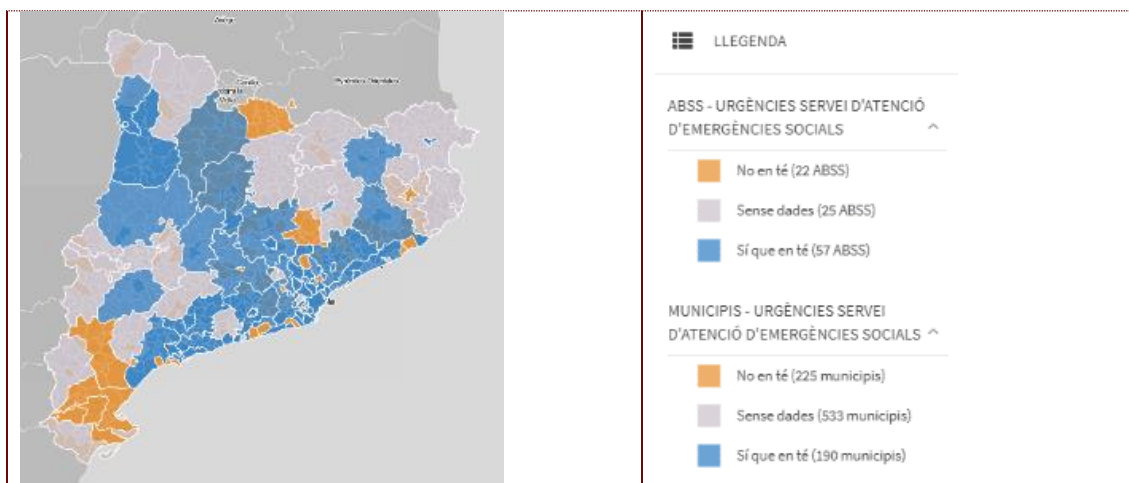 LLEGENDA
ABSS - URGÈNCIES SERVEI D'ATENCIÓ
D'EMERGÈNCIES SOCIALS
No en té (22 ABSS)
Sense dades (25 ABSS)
Sí que en té (57 ABSS)
MUNICIPIS - URGÈNCIES SERVEI
D'ATENCIÓ D'EMERGÈNCIES SOCIALS
No en té (225 municipis)
Sense dades (533 municipis)
Sí que en té (190 municipis)